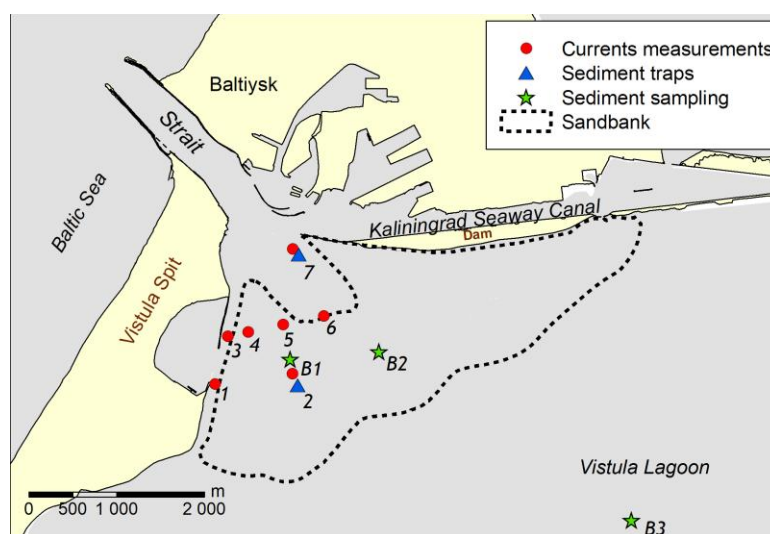 Currents measurements
Sediment traps
Sediment sampling
Sandbank
Baltiysk
Strait
Baltic Sea
Kaliningrad Seaway Canal
Dam
Vistula Spit
7
6
5
4
3
B1
B2
1
2
Vistula Lagoon
B3
m
0 500 1 000 2 000